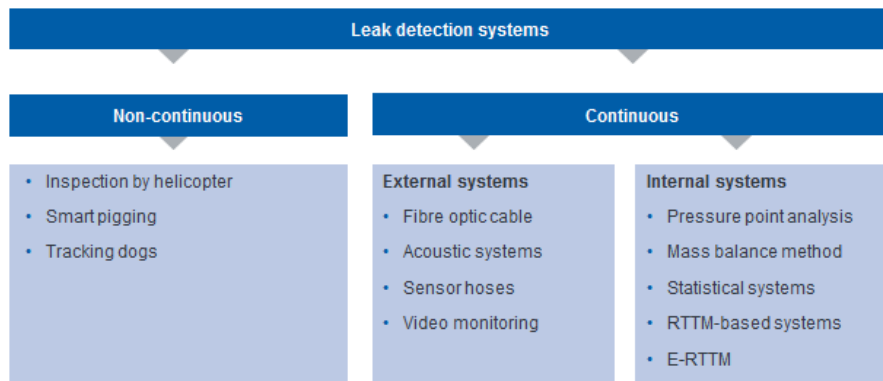 Leak detection systems
Non-continuous
Continuous
• Inspection by helicopter
• Smart pigging
• Tracking dogs
External systems
• Fibre optic cable
• Acoustic systems
• Sensor hoses
• Video monitoring
Internal systems
• Pressure point analysis
• Mass balance method
• Statistical systems
• RTTM-based systems
• E-RTTM